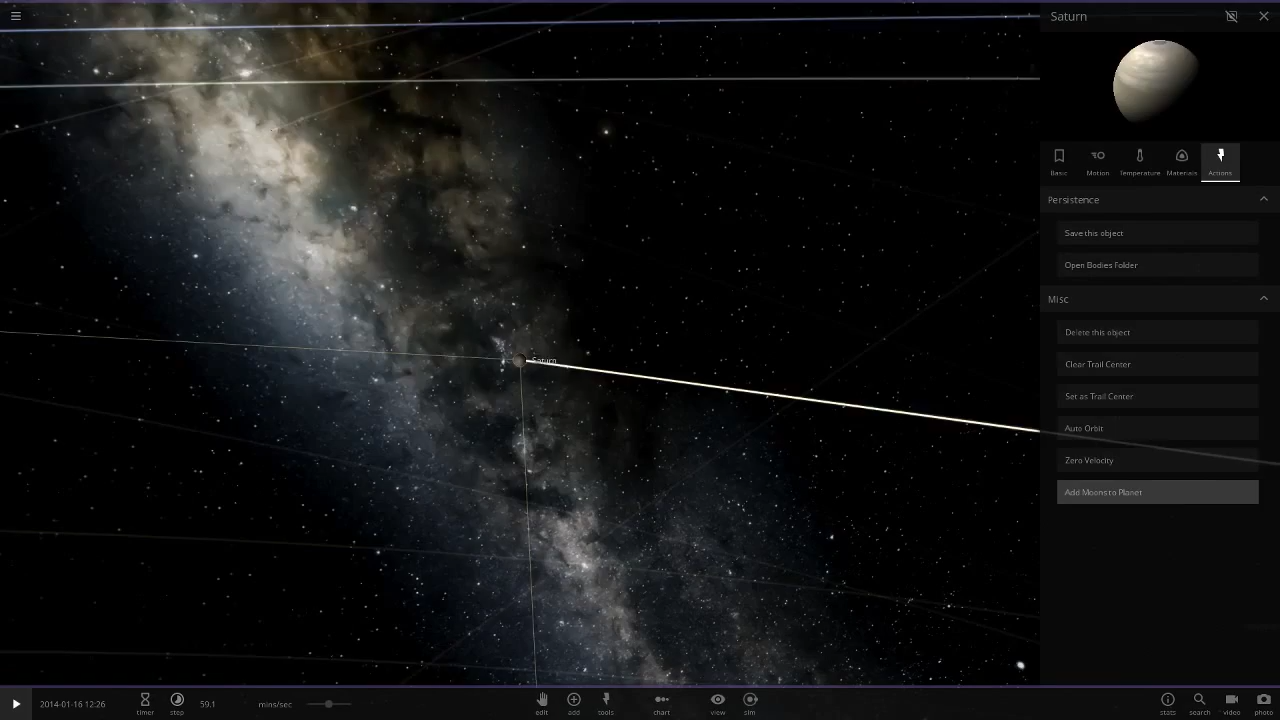 Saturn
Basic
Motion
Temperature
Materials
Actions
Persistence
Save this object
Open Bodies Folder
Misc
Delete this object
Clear Trail Center
Set as Trail Center
Auto Orbit
Zero Velocity
Add Moons to Planet
Saturn
2014-01-16 12:26
timer
step
59.1
mins/sec
edit
add
tools
chart
view
sim
stats
search
video
photo